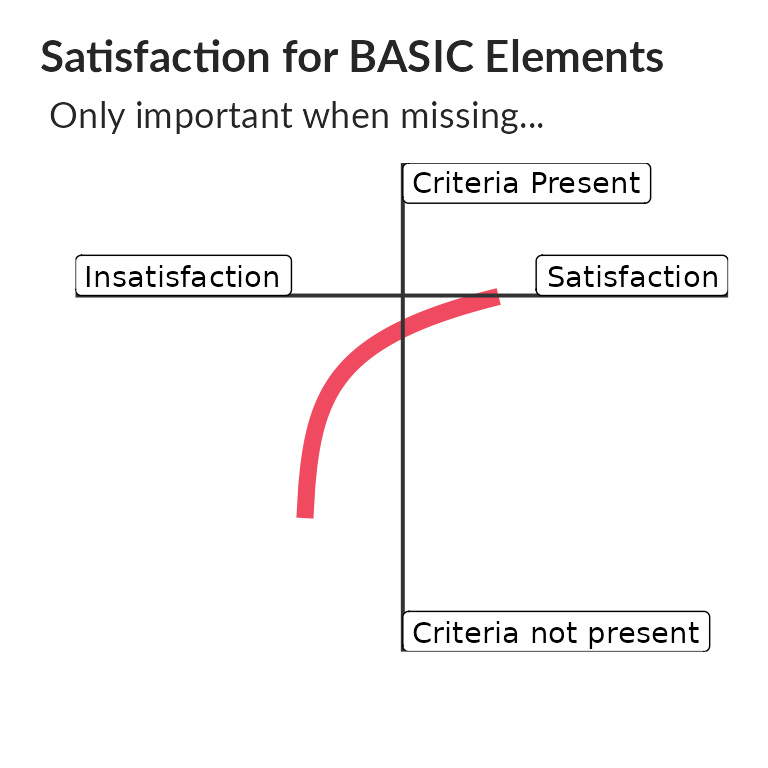 Satisfaction for BASIC Elements
Only important when missing...
Criteria Present
Insatisfaction
Satisfaction
Criteria not present